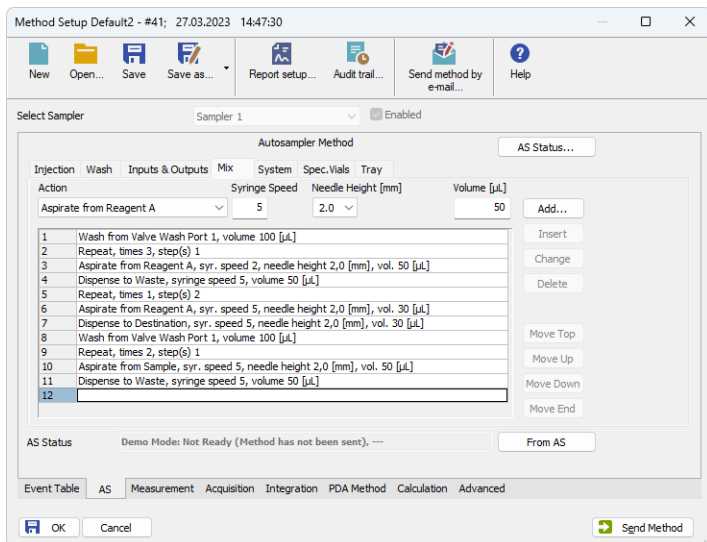 Method Setup Default2 - #41; 27.03.2023 14:47:30
New Open... Save Save as... Report setup... Audit trail... Send method by e-mail... Help
Select Sampler Sampler 1 Enabled
Autosampler Method AS Status...
Injection Wash Inputs & Outputs Mix System Spec.Vials Tray
Action Syringe Speed Needle Height [mm] Volume [µL]
Aspirate from Reagent A 5 2.0 50 Add...
1 Wash from Valve Wash Port 1, volume 100 [µL]
Insert
2 Repeat, times 3, step(s) 1
3 Aspirate from Reagent A, syr. speed 2, needle height 2,0 [mm], vol. 50 [µL]
Change
4 Dispense to Waste, syringe speed 5, volume 50 [µL]
Delete
5 Repeat, times 1, step(s) 2
6 Aspirate from Reagent A, syr. speed 5, needle height 2,0 [mm], vol. 30 [µL]
7 Dispense to Destination, syr. speed 5, needle height 2,0 [mm], vol. 30 [µL]
8 Wash from Valve Wash Port 1, volume 100 [µL]
Move Top
9 Repeat, times 2, step(s) 1
Move Up
10 Aspirate from Sample, syr. speed 5, needle height 2,0 [mm], vol. 50 [µL]
11 Dispense to Waste, syringe speed 5, volume 50 [µL]
Move Down
12
Move End
AS Status Demo Mode: Not Ready (Method has not been sent), --- From AS
Event Table AS Measurement Acquisition Integration PDA Method Calculation Advanced
OK Cancel Send Method